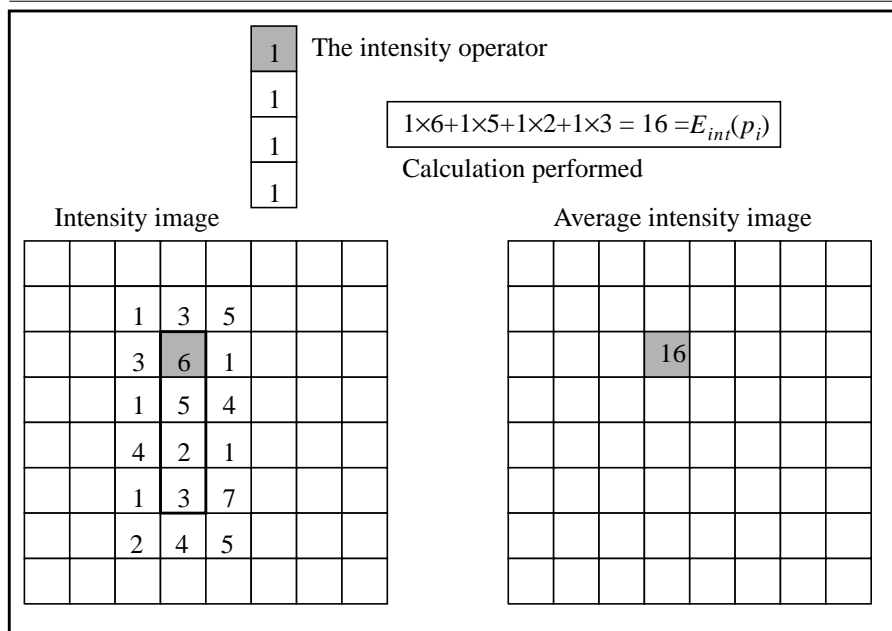 1 The intensity operator
1
1×6+1×5+1×2+1×3 = 16 =E_int(p_i)
1
Calculation performed
1
Intensity image
Average intensity image
1 3 5
3 6 1
16
1 5 4
4 2 1
1 3 7
2 4 5